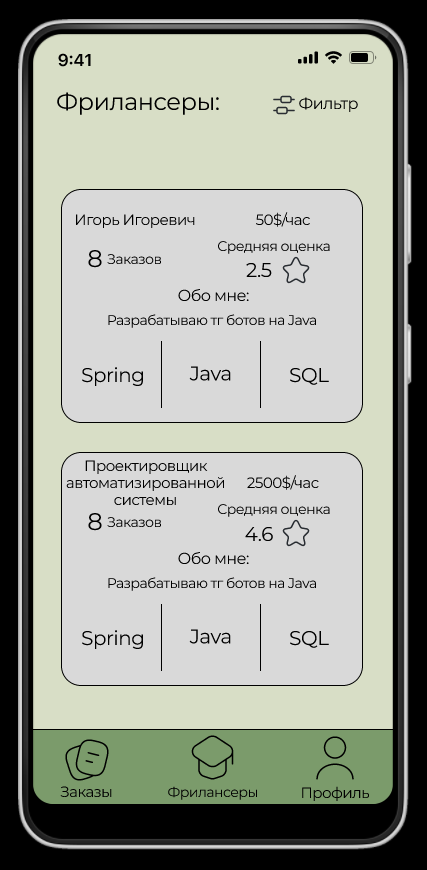 9:41
Фрилансеры:
Фильтр
Игорь Игоревич
50$/час
8 Заказов
Средняя оценка
2.5
Обо мне:
Разрабатываю тг ботов на Java
Spring
Java
SQL
Проектировщик
автоматизированной
системы
2500$/час
8 Заказов
Средняя оценка
4.6
Обо мне:
Разрабатываю тг ботов на Java
Spring
Java
SQL
Заказы
Фрилансеры
Профиль